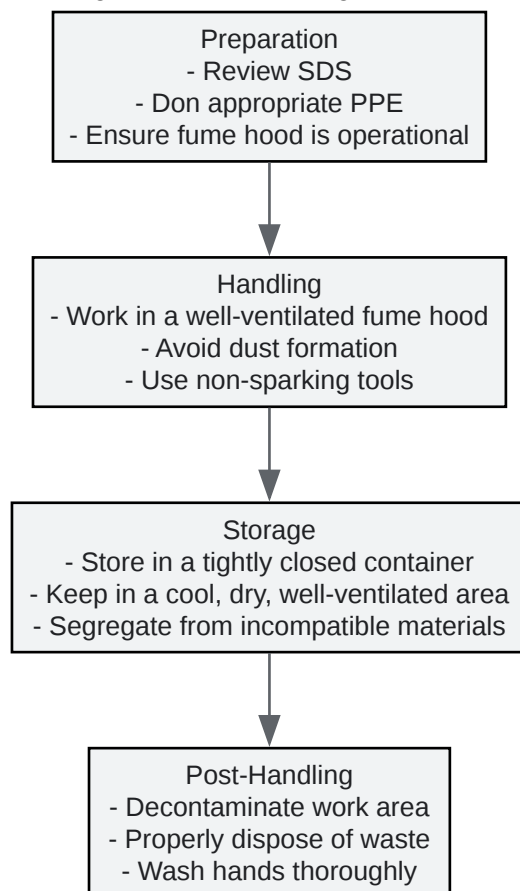 Preparation
- Review SDS
- Don appropriate PPE
- Ensure fume hood is operational
Handling
- Work in a well-ventilated fume hood
- Avoid dust formation
- Use non-sparking tools
Storage
- Store in a tightly closed container
- Keep in a cool, dry, well-ventilated area
- Segregate from incompatible materials
Post-Handling
- Decontaminate work area
- Properly dispose of waste
- Wash hands thoroughly